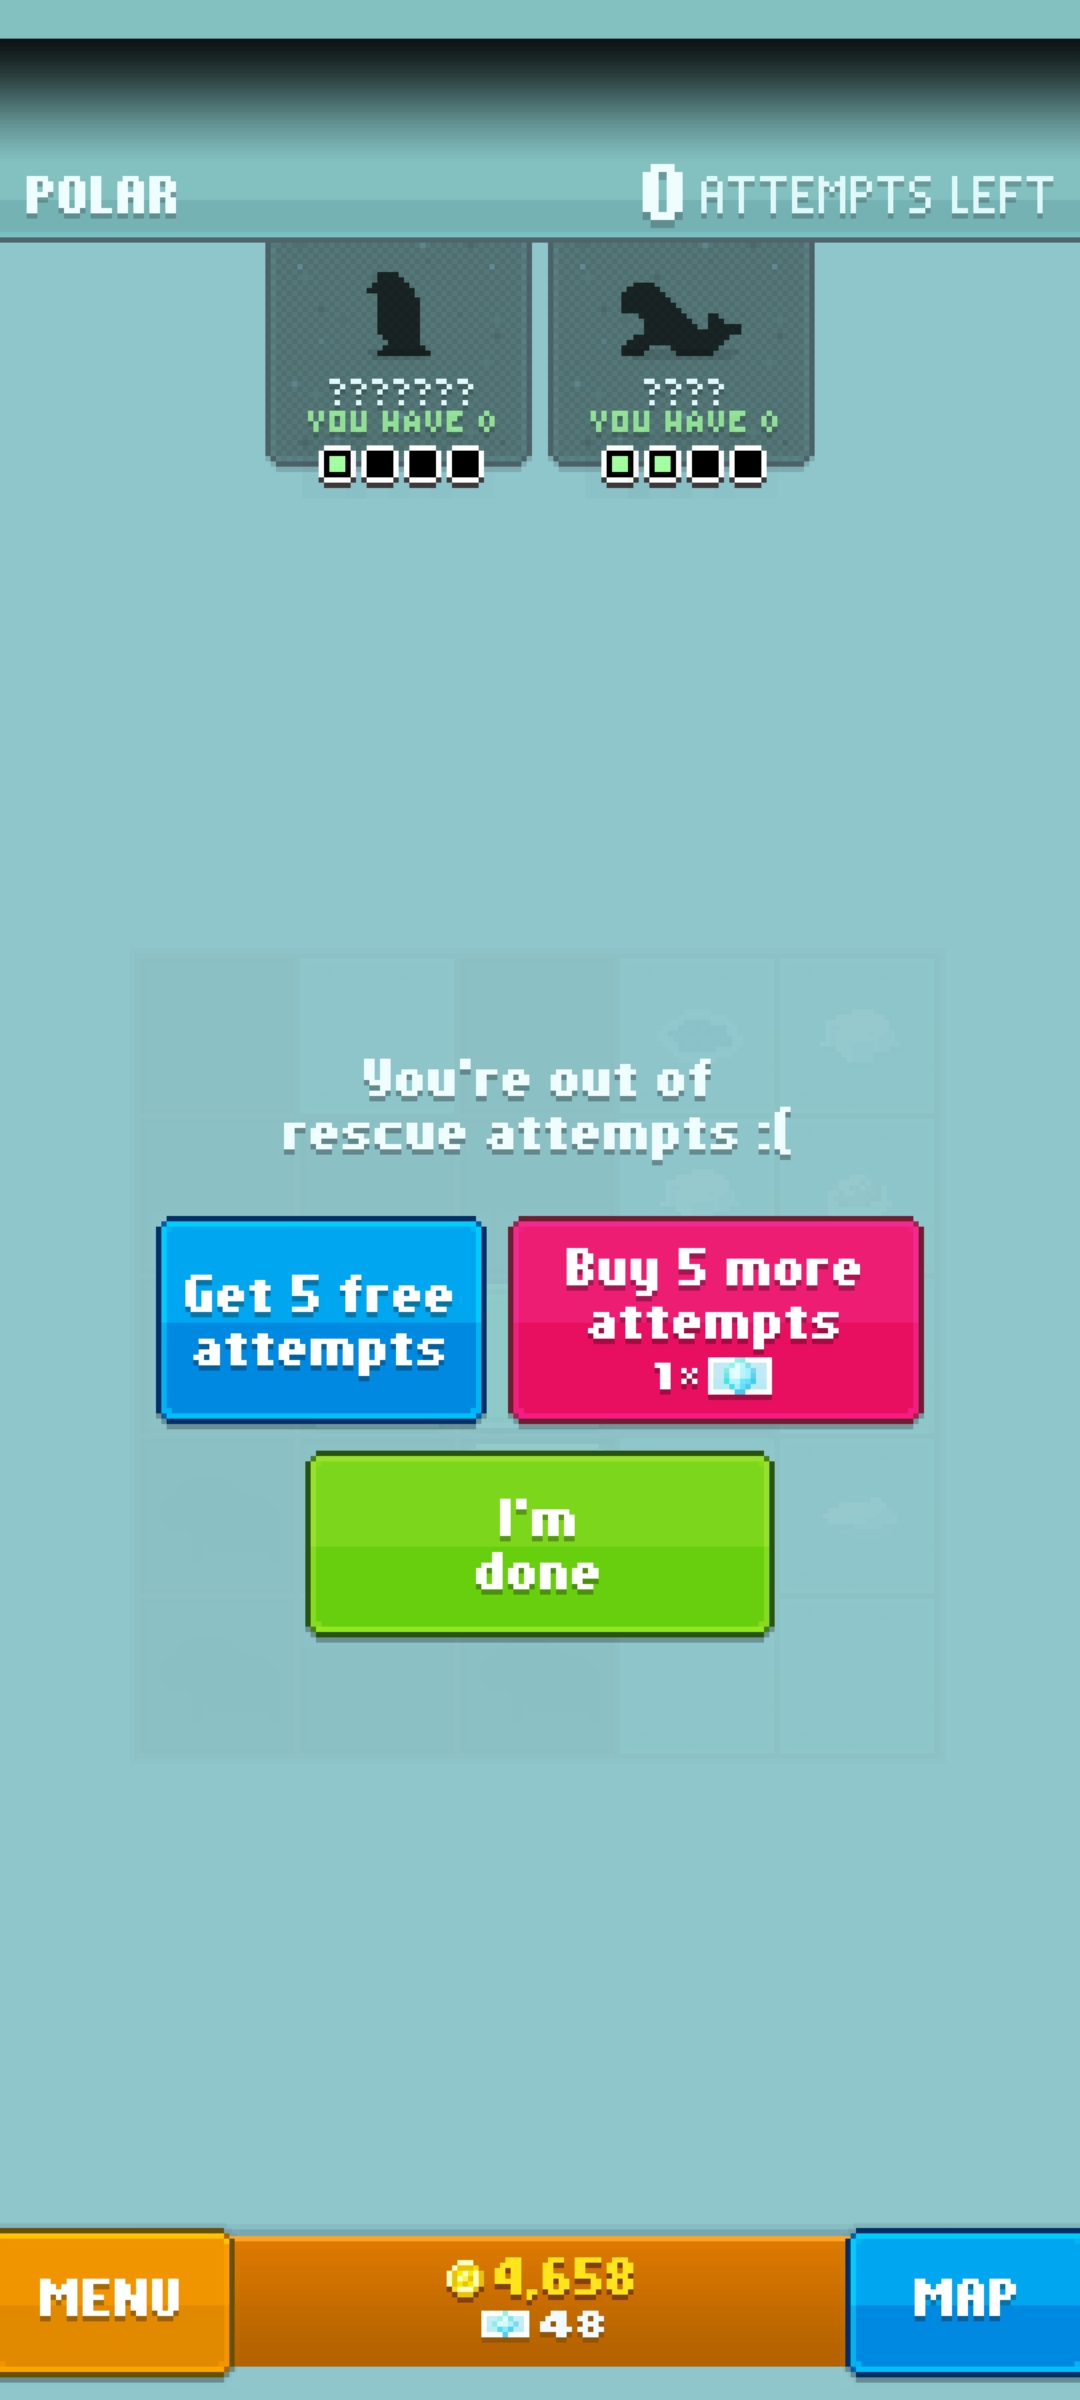 POLAR
0 ATTEMPTS LEFT
???????
YOU HAVE 0
????
YOU HAVE 0
You're out of
rescue attempts :(
Get 5 free
attempts
Buy 5 more
attempts
1×
I'm
done
MENU
4,658
48
MAP